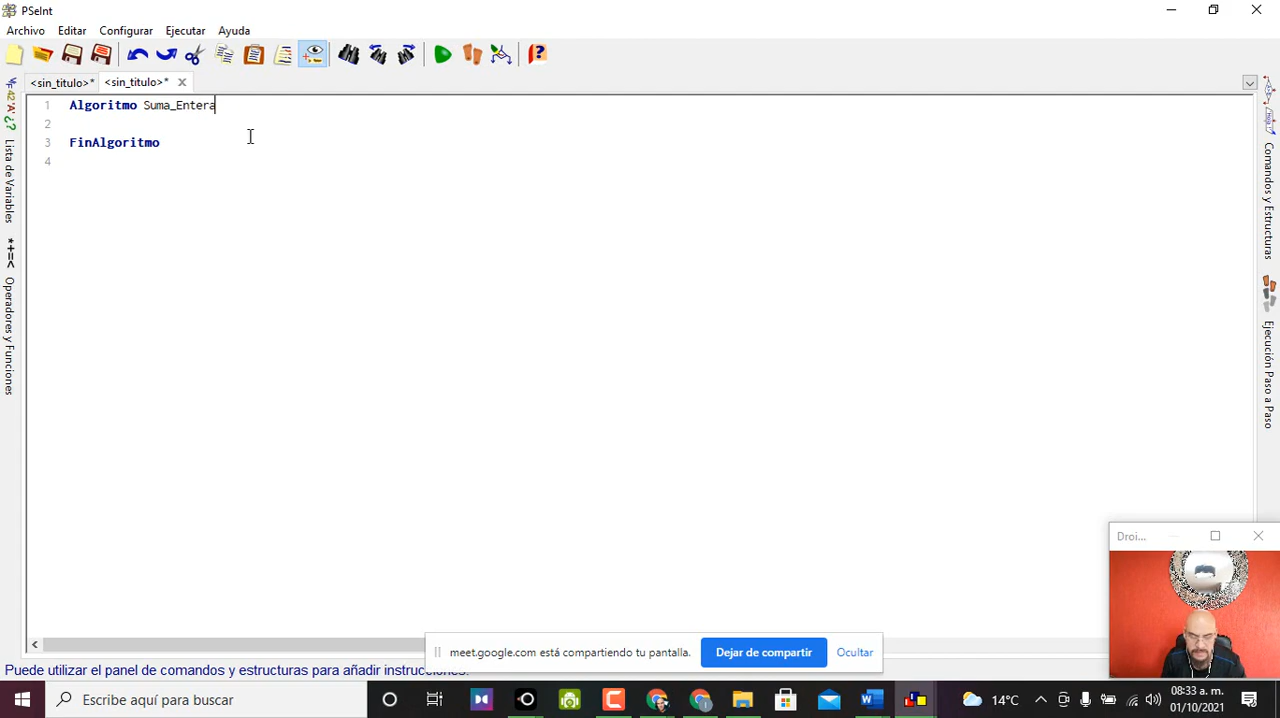 PSeInt
Archivo Editar Configurar Ejecutar Ayuda
<sin_titulo>* <sin_titulo>*
1 Algoritmo Suma_Entera
2
3 FinAlgoritmo
4
Lista de Variables
Operadores y Funciones
Comandos y Estructuras
Ejecución Paso a Paso
Droi...
meet.google.com está compartiendo tu pantalla. Dejar de compartir Ocultar
Puede utilizar el panel de comandos y estructuras para añadir instrucciones.
Escribe aquí para buscar
14°C
08:33 a. m.
01/10/2021